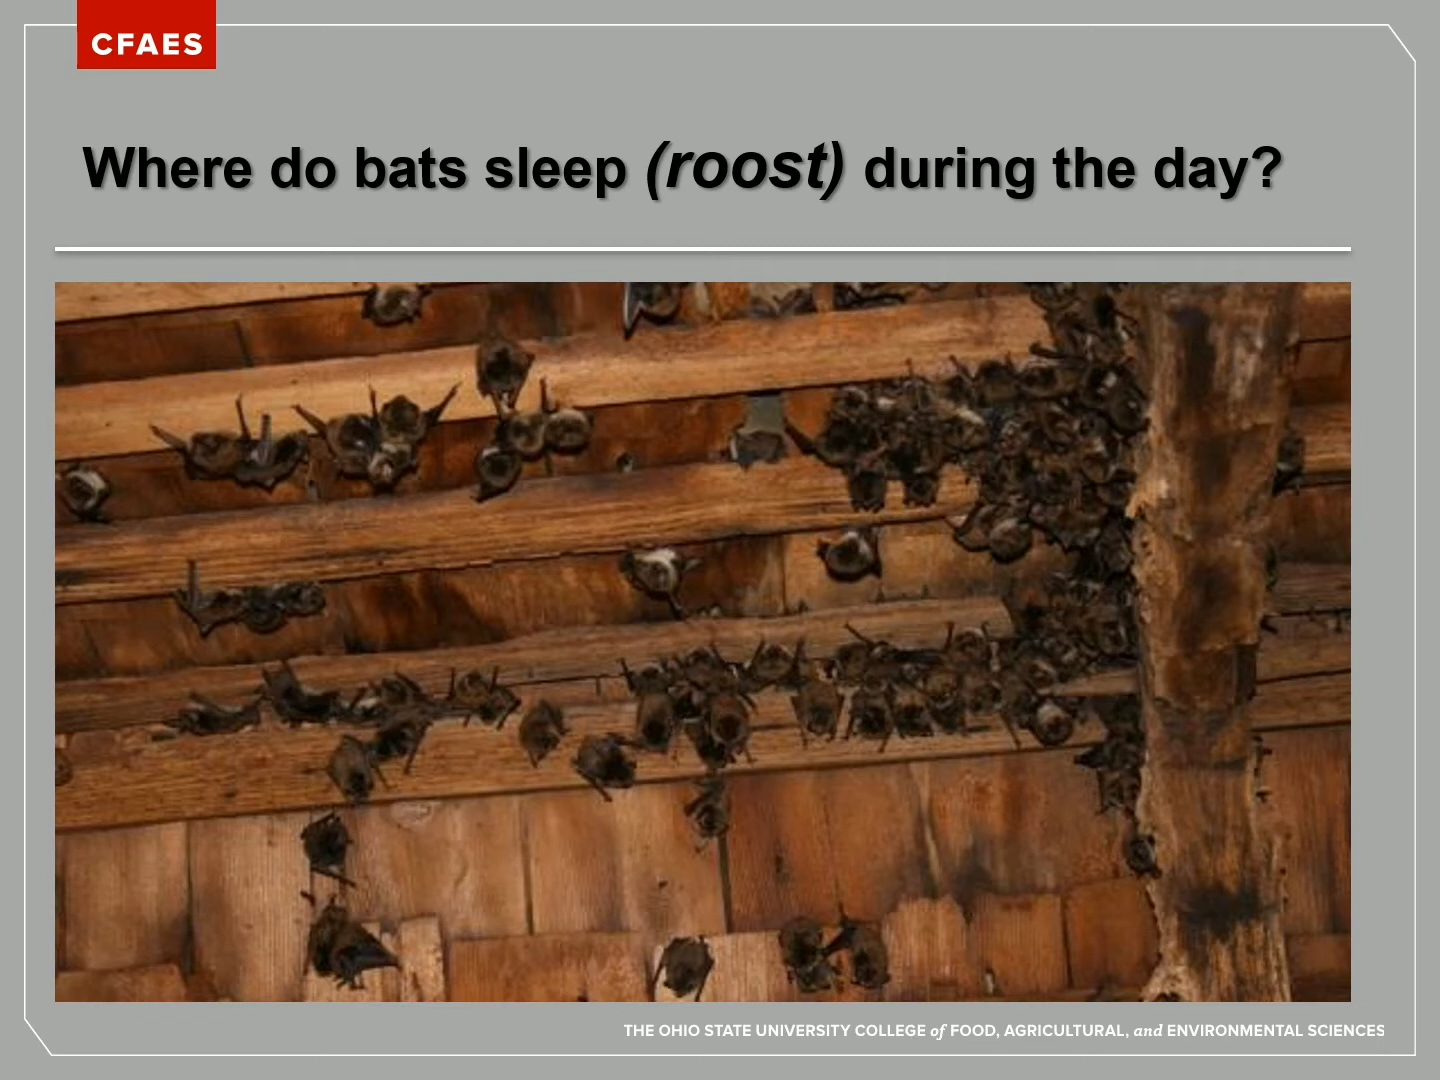 CFAES
Where do bats sleep (roost) during the day?
THE OHIO STATE UNIVERSITY COLLEGE of FOOD, AGRICULTURAL, and ENVIRONMENTAL SCIENCES